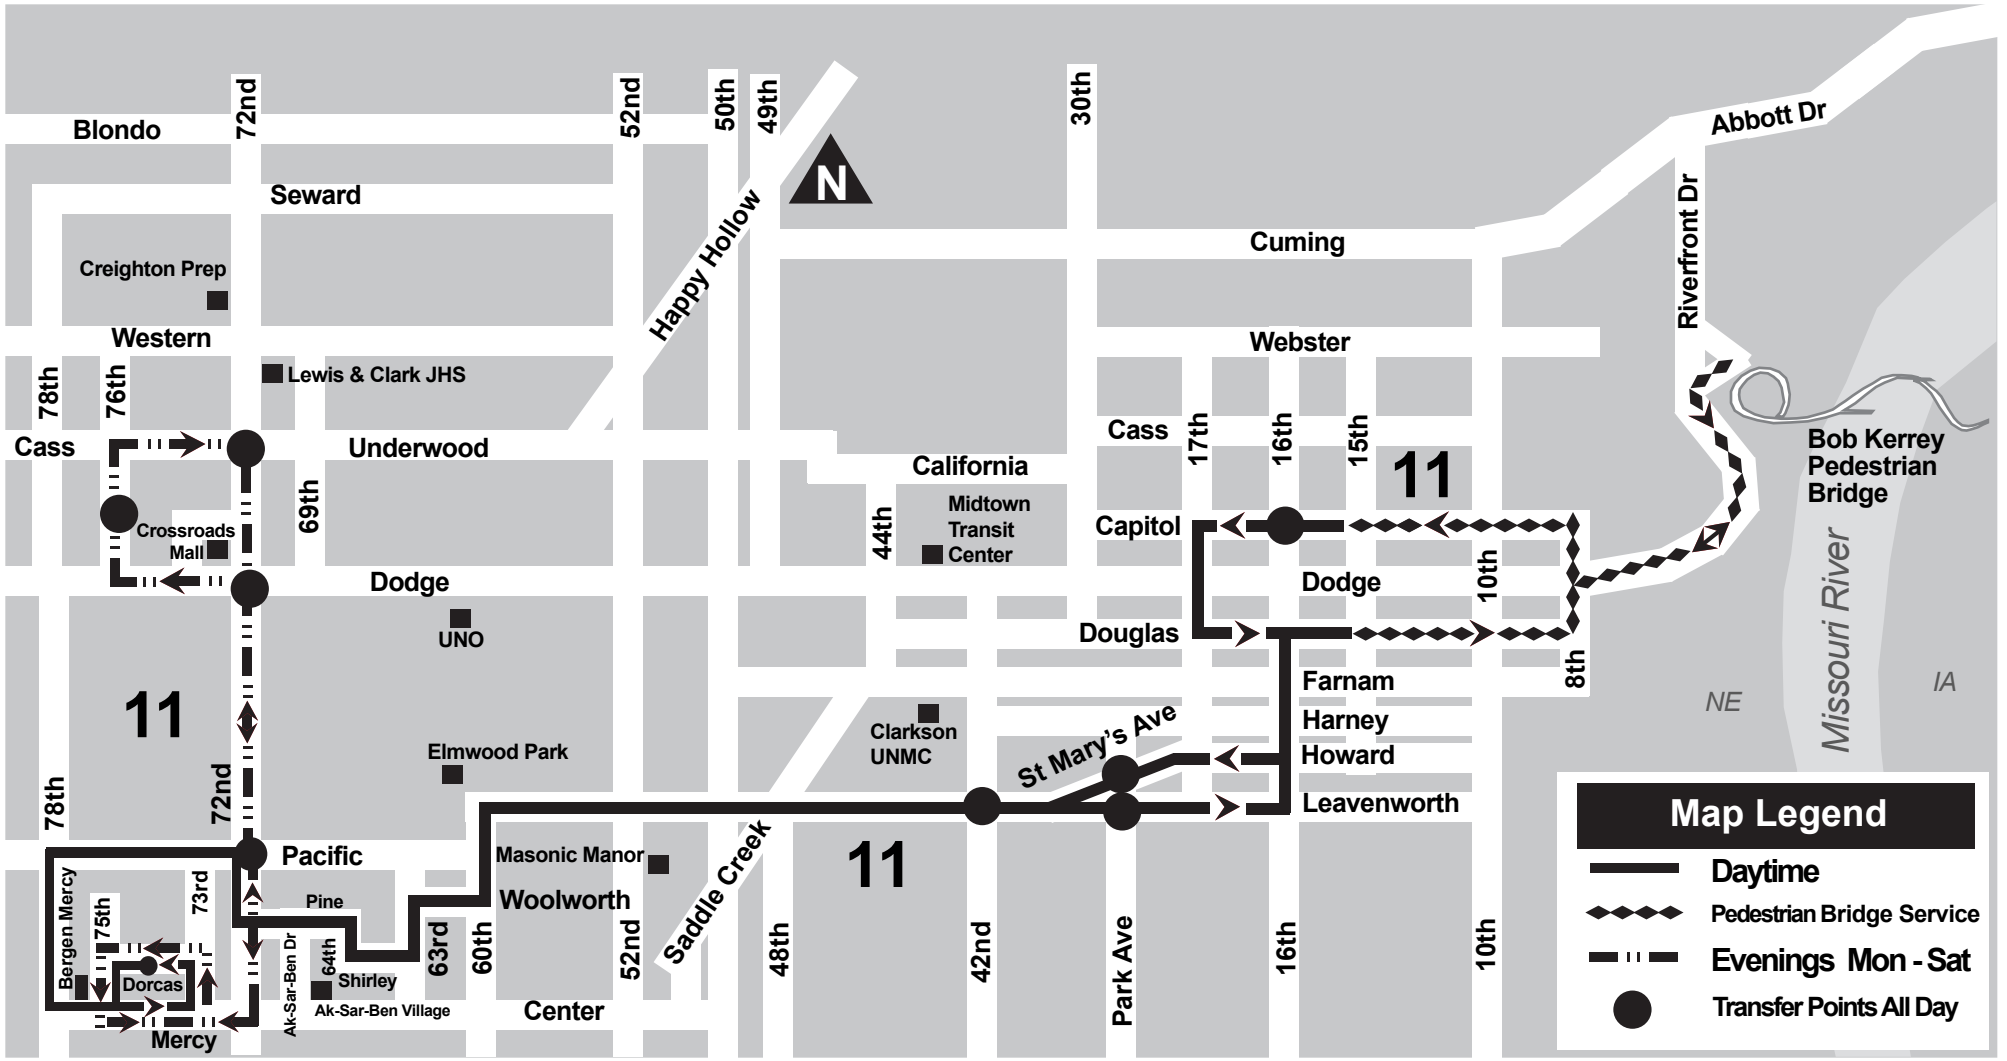 72nd
52nd
50th
49th
30th
Blondo
Abbott Dr
Seward
N
Happy Hollow
Cuming
Riverfront Dr
Creighton Prep
Western
Webster
78th
76th
Lewis & Clark JHS
Cass
Underwood
Cass
17th
16th
15th
11
California
Bob Kerrey
Pedestrian
Bridge
69th
44th
Midtown
Transit
Center
Capitol
Crossroads
Mall
Dodge
Dodge
10th
UNO
Douglas
8th
Missouri River
NE
IA
11
Farnam
Clarkson
UNMC
St Mary's Ave
Harney
Howard
Elmwood Park
78th
72nd
Leavenworth
Pacific
Masonic Manor
Saddle Creek
11
Bergen Mercy
75th
73rd
Pine
Woolworth
Ak-Sar-Ben Dr
64th
63rd
60th
52nd
48th
42nd
Park Ave
16th
10th
Dorcas
Shirley
Ak-Sar-Ben Village
Center
Mercy
Map Legend
Daytime
Pedestrian Bridge Service
Evenings Mon - Sat
Transfer Points All Day